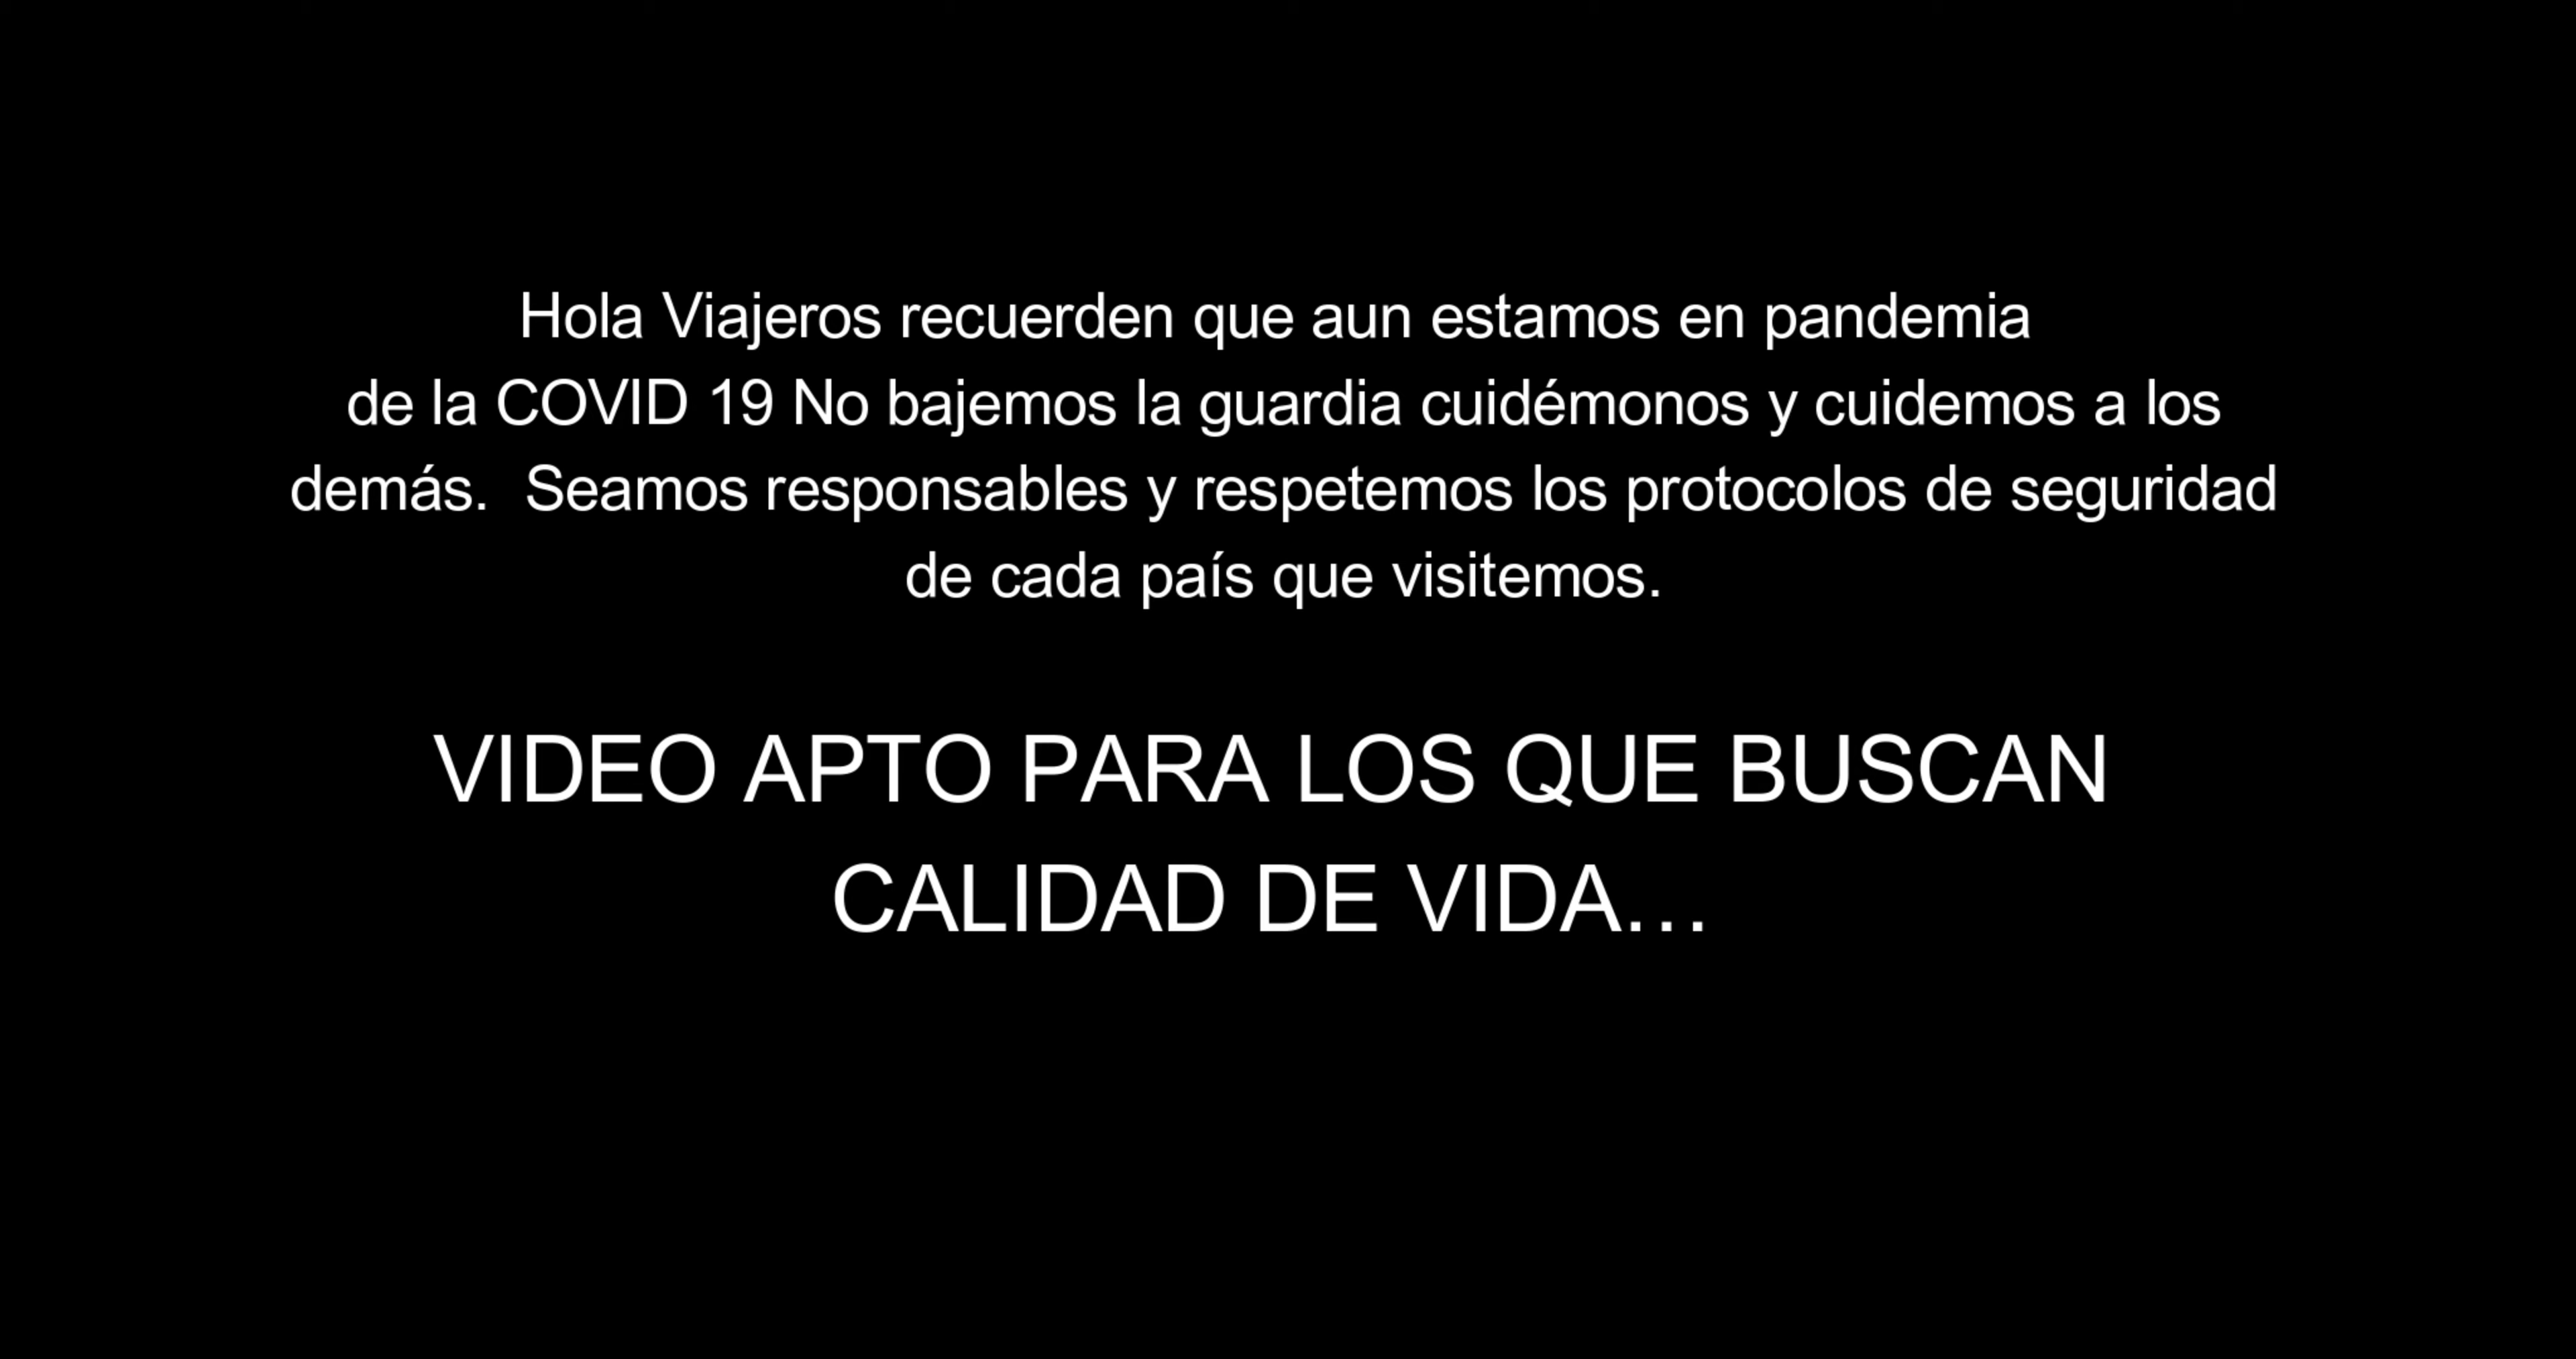 Hola Viajeros recuerden que aun estamos en pandemia
de la COVID 19 No bajemos la guardia cuidémonos y cuidemos a los
demás.  Seamos responsables y respetemos los protocolos de seguridad
de cada país que visitemos.
VIDEO APTO PARA LOS QUE BUSCAN
CALIDAD DE VIDA...